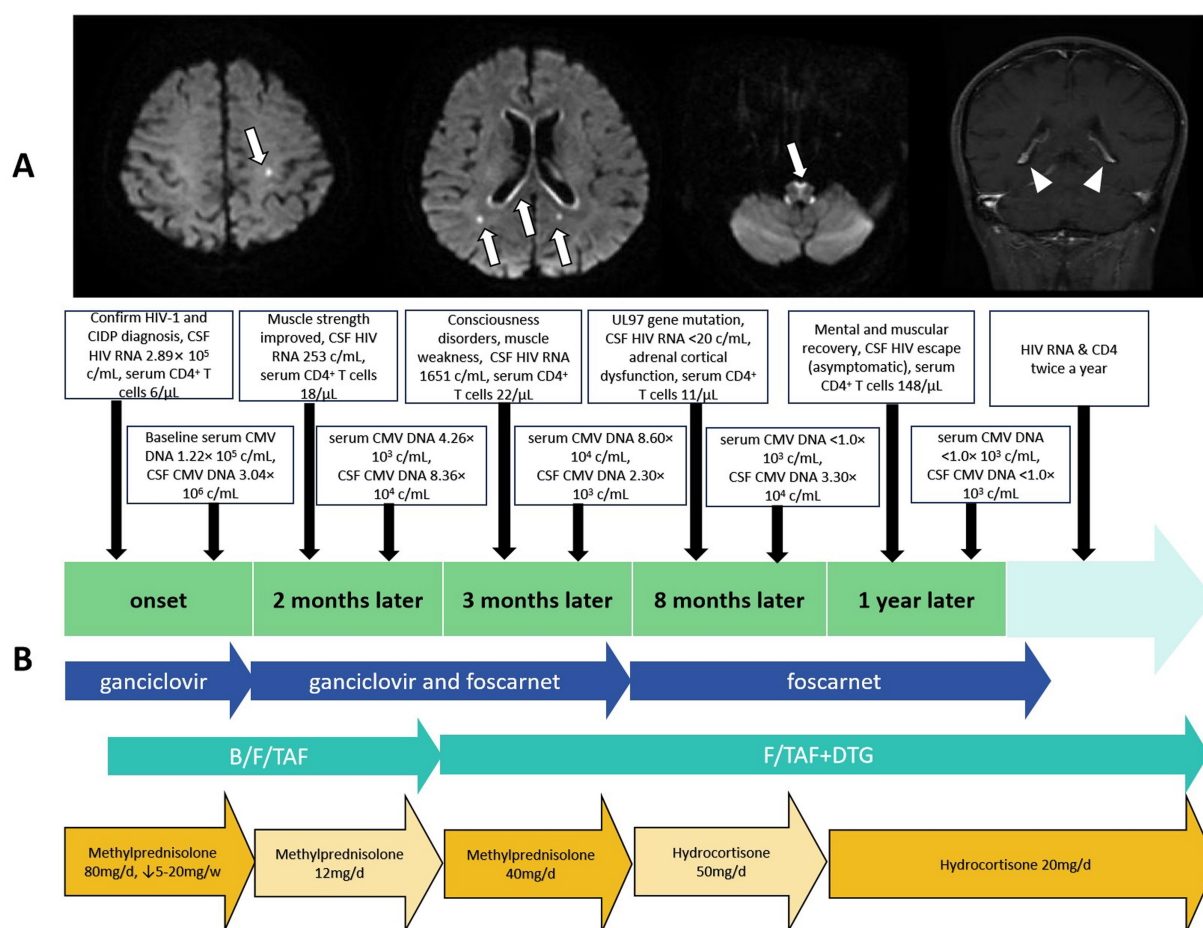 A
Confirm HIV-1 and
CIDP diagnosis, CSF
HIV RNA 2.89× 10⁵
c/mL, serum CD4⁺ T
cells 6/μL
Muscle strength
improved, CSF HIV
RNA 253 c/mL,
serum CD4⁺ T cells
18/μL
Consciousness
disorders, muscle
weakness, CSF HIV RNA
1651 c/mL, serum CD4⁺
T cells 22/μL
UL97 gene mutation,
CSF HIV RNA <20 c/mL,
adrenal cortical
dysfunction, serum CD4⁺
T cells 11/μL
Mental and muscular
recovery, CSF HIV escape
(asymptomatic), serum
CD4⁺ T cells 148/μL
HIV RNA & CD4
twice a year
Baseline serum CMV
DNA 1.22× 10⁵ c/mL,
CSF CMV DNA 3.04×
10⁶ c/mL
serum CMV DNA 4.26×
10³ c/mL,
CSF CMV DNA 8.36×
10⁴ c/mL
serum CMV DNA 8.60×
10⁴ c/mL,
CSF CMV DNA 2.30×
10³ c/mL
serum CMV DNA <1.0×
10³ c/mL,
CSF CMV DNA 3.30×
10⁴ c/mL
serum CMV DNA
<1.0× 10³ c/mL,
CSF CMV DNA <1.0×
10³ c/mL
onset
2 months later
3 months later
8 months later
1 year later
B
ganciclovir
ganciclovir and foscarnet
foscarnet
B/F/TAF
F/TAF+DTG
Methylprednisolone
80mg/d, ↓5-20mg/w
Methylprednisolone
12mg/d
Methylprednisolone
40mg/d
Hydrocortisone
50mg/d
Hydrocortisone 20mg/d